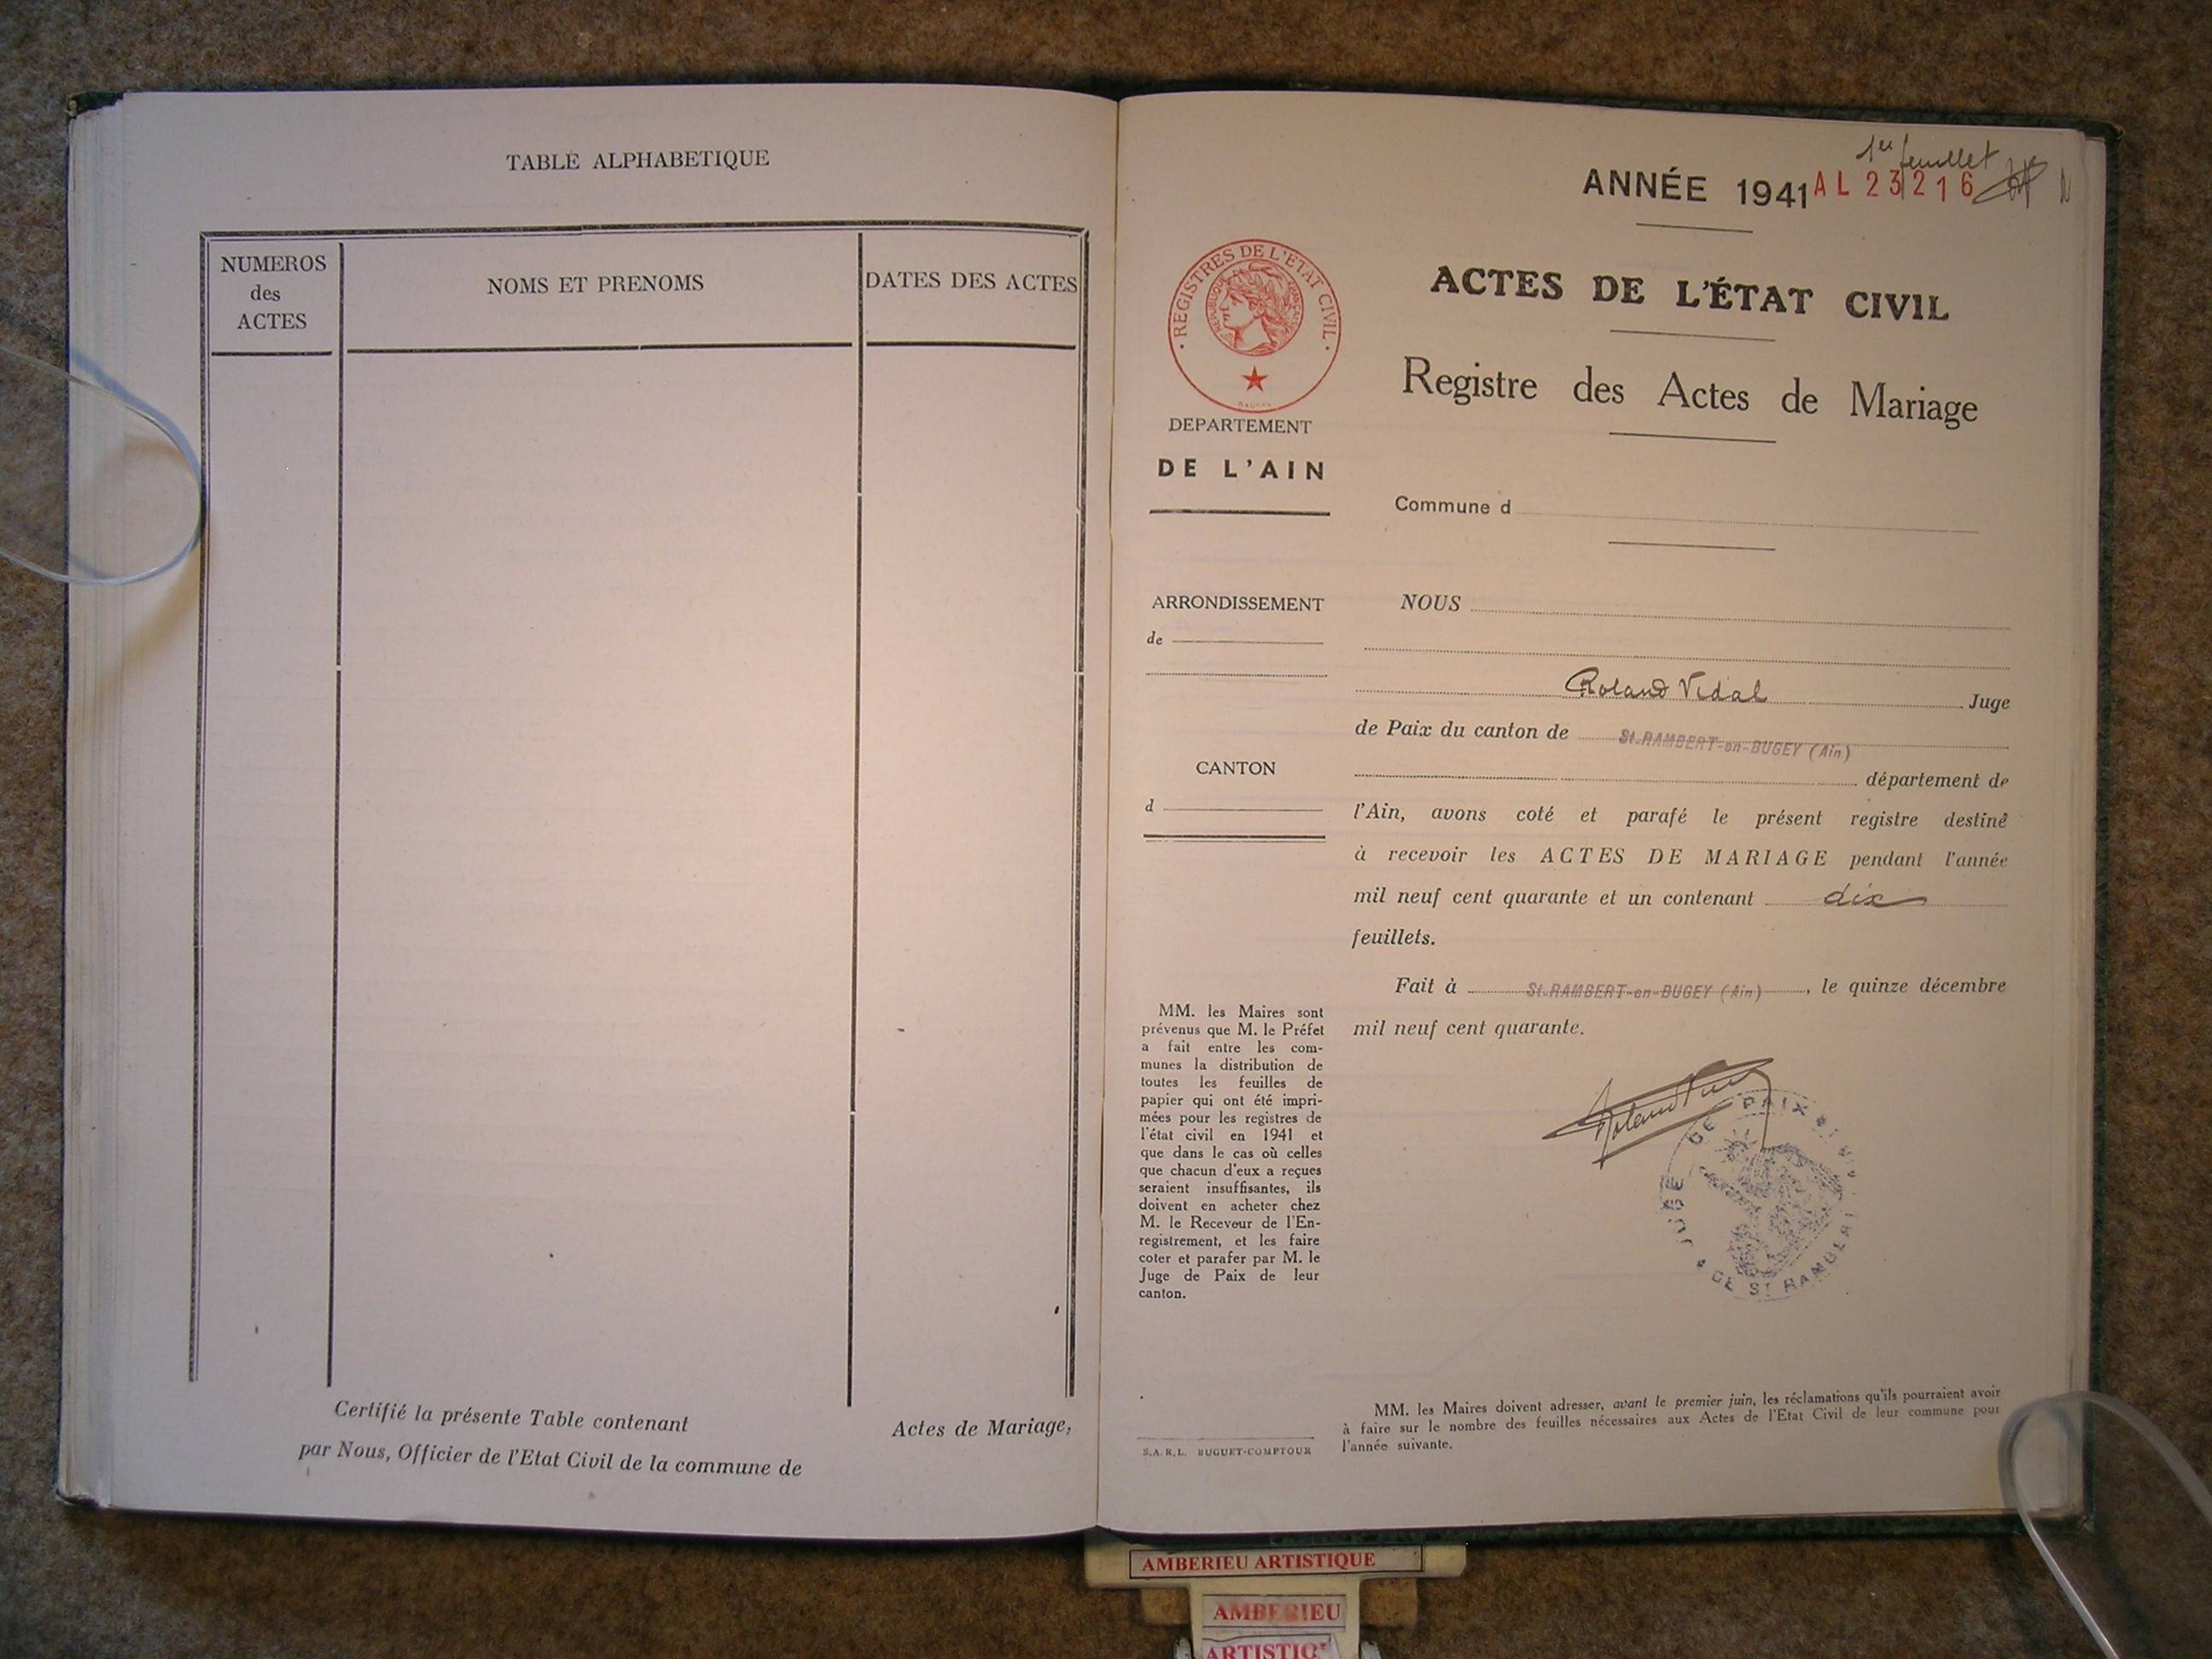 TABLE ALPHABETIQUE
NUMEROS
des
ACTES
NOMS ET PRENOMS
DATES DES ACTES
Certifié la présente Table contenant Actes de Mariage,
par Nous, Officier de l'Etat Civil de la commune de
1er feuillet
ANNÉE 1941 AL 23216
REGISTRES DE L'ETAT CIVIL
REPUBLIQUE FRANÇAISE
ACTES DE L'ÉTAT CIVIL
Registre des Actes de Mariage
DEPARTEMENT
DE L'AIN
Commune d
ARRONDISSEMENT
de
CANTON
d
NOUS
Roland Vidal Juge
de Paix du canton de St-RAMBERT-en-BUGEY (Ain)
département de
l'Ain, avons coté et parafé le présent registre destiné
à recevoir les ACTES DE MARIAGE pendant l'année
mil neuf cent quarante et un contenant dix
feuillets.
Fait à St-RAMBERT-en-BUGEY (Ain), le quinze décembre
mil neuf cent quarante.
JUGE DE PAIX
DE ST RAMBERT
MM. les Maires sont
prévenus que M. le Préfet
a fait entre les com-
munes la distribution de
toutes les feuilles de
papier qui ont été impri-
mées pour les registres de
l'état civil en 1941 et
que dans le cas où celles
que chacun d'eux a reçues
seraient insuffisantes, ils
doivent en acheter chez
M. le Receveur de l'En-
registrement, et les faire
coter et parafer par M. le
Juge de Paix de leur
canton.
S.A.R.L. BUGUET-COMPTOUR
MM. les Maires doivent adresser, avant le premier juin, les réclamations qu'ils pourraient avoir
à faire sur le nombre des feuilles nécessaires aux Actes de l'Etat Civil de leur commune pour
l'année suivante.
AMBERIEU ARTISTIQUE
AMBERIEU
ARTISTIQ